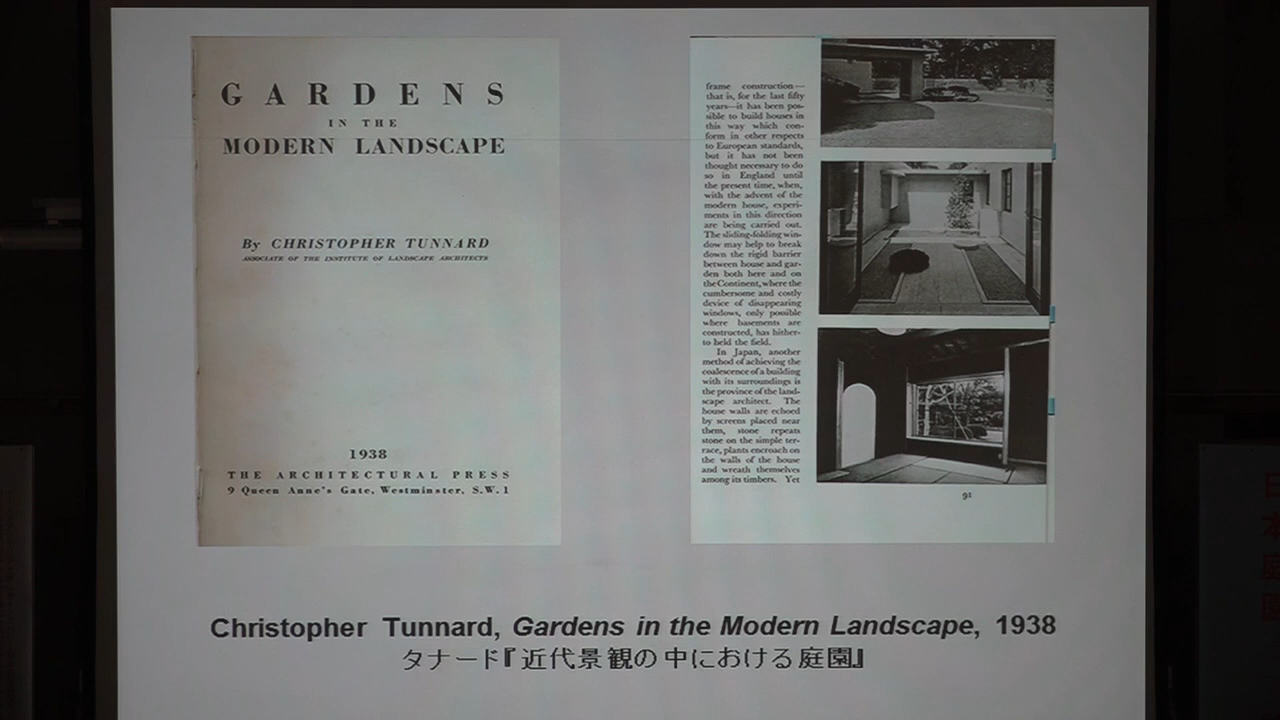 GARDENS
IN THE
MODERN LANDSCAPE
By CHRISTOPHER TUNNARD
ASSOCIATE OF THE INSTITUTE OF LANDSCAPE ARCHITECTS
1938
THE ARCHITECTURAL PRESS
9 Queen Anne's Gate, Westminster, S.W.1
frame construction—
that is, for the last fifty
years—it has been pos-
sible to build houses in
this way which con-
form in other respects
to European standards,
but it has not been
thought necessary to do
so in England until
the present time, when,
with the advent of the
modern house, experi-
ments in this direction
are being carried out.
The sliding-folding win-
dow may help to break
down the rigid barrier
between house and gar-
den both here and on
the Continent, where the
cumbersome and costly
device of disappearing
windows, only possible
where basements are
constructed, has hither-
to held the field.
In Japan, another
method of achieving the
coalescence of a building
with its surroundings is
the province of the land-
scape architect. The
house walls are echoed
by screens placed near
them, stone repeats
stone on the simple ter-
race, plants encroach on
the walls of the house
and wreath themselves
among its timbers. Yet
91
Christopher Tunnard, Gardens in the Modern Landscape, 1938
タナード『近代景観の中における庭園』
日本庭園